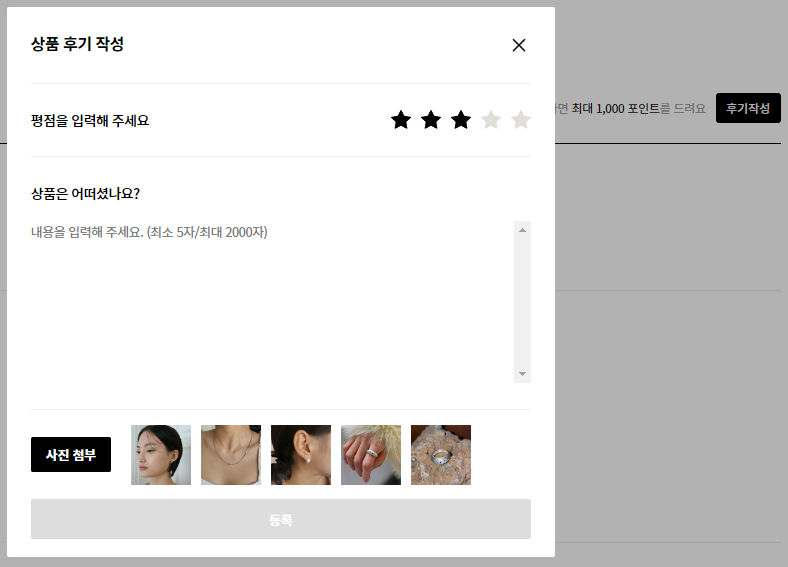 상품 후기 작성
면 최대 1,000 포인트를 드려요
후기작성
평점을 입력해 주세요
상품은 어떠셨나요?
내용을 입력해 주세요. (최소 5자/최대 2000자)
사진 첨부
등록